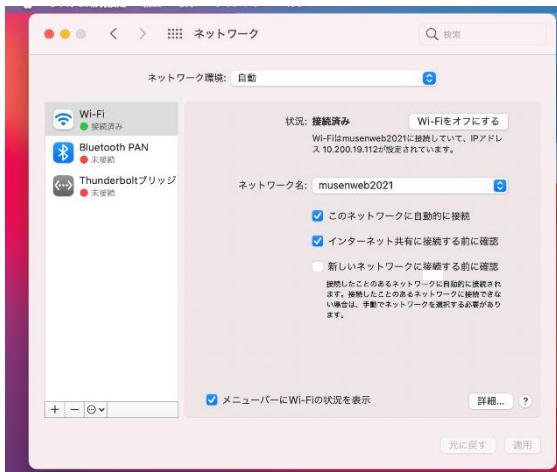 ネットワーク
検索
ネットワーク環境: 自動
Wi-Fi
接続済み
Bluetooth PAN
未接続
Thunderboltブリッジ
未接続
状況: 接続済み
Wi-Fiをオフにする
Wi-Fiはmusenweb2021に接続していて、IPアドレ
ス 10.200.19.112が設定されています。
ネットワーク名: musenweb2021
このネットワークに自動的に接続
インターネット共有に接続する前に確認
新しいネットワークに接続する前に確認
接続したことのあるネットワークに自動的に接続され
ます。接続したことのあるネットワークに接続できな
い場合は、手動でネットワークを選択する必要があり
ます。
メニューバーにWi-Fiの状況を表示
詳細...
?
元に戻す
適用